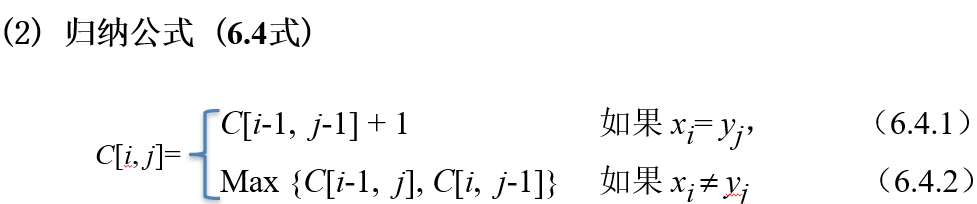 (2) 归纳公式 (6.4式)
C[i-1, j-1] + 1 如果 xi= yj, （6.4.1）
C[i, j]=
Max {C[i-1, j], C[i, j-1]} 如果 xi ≠ yj （6.4.2）